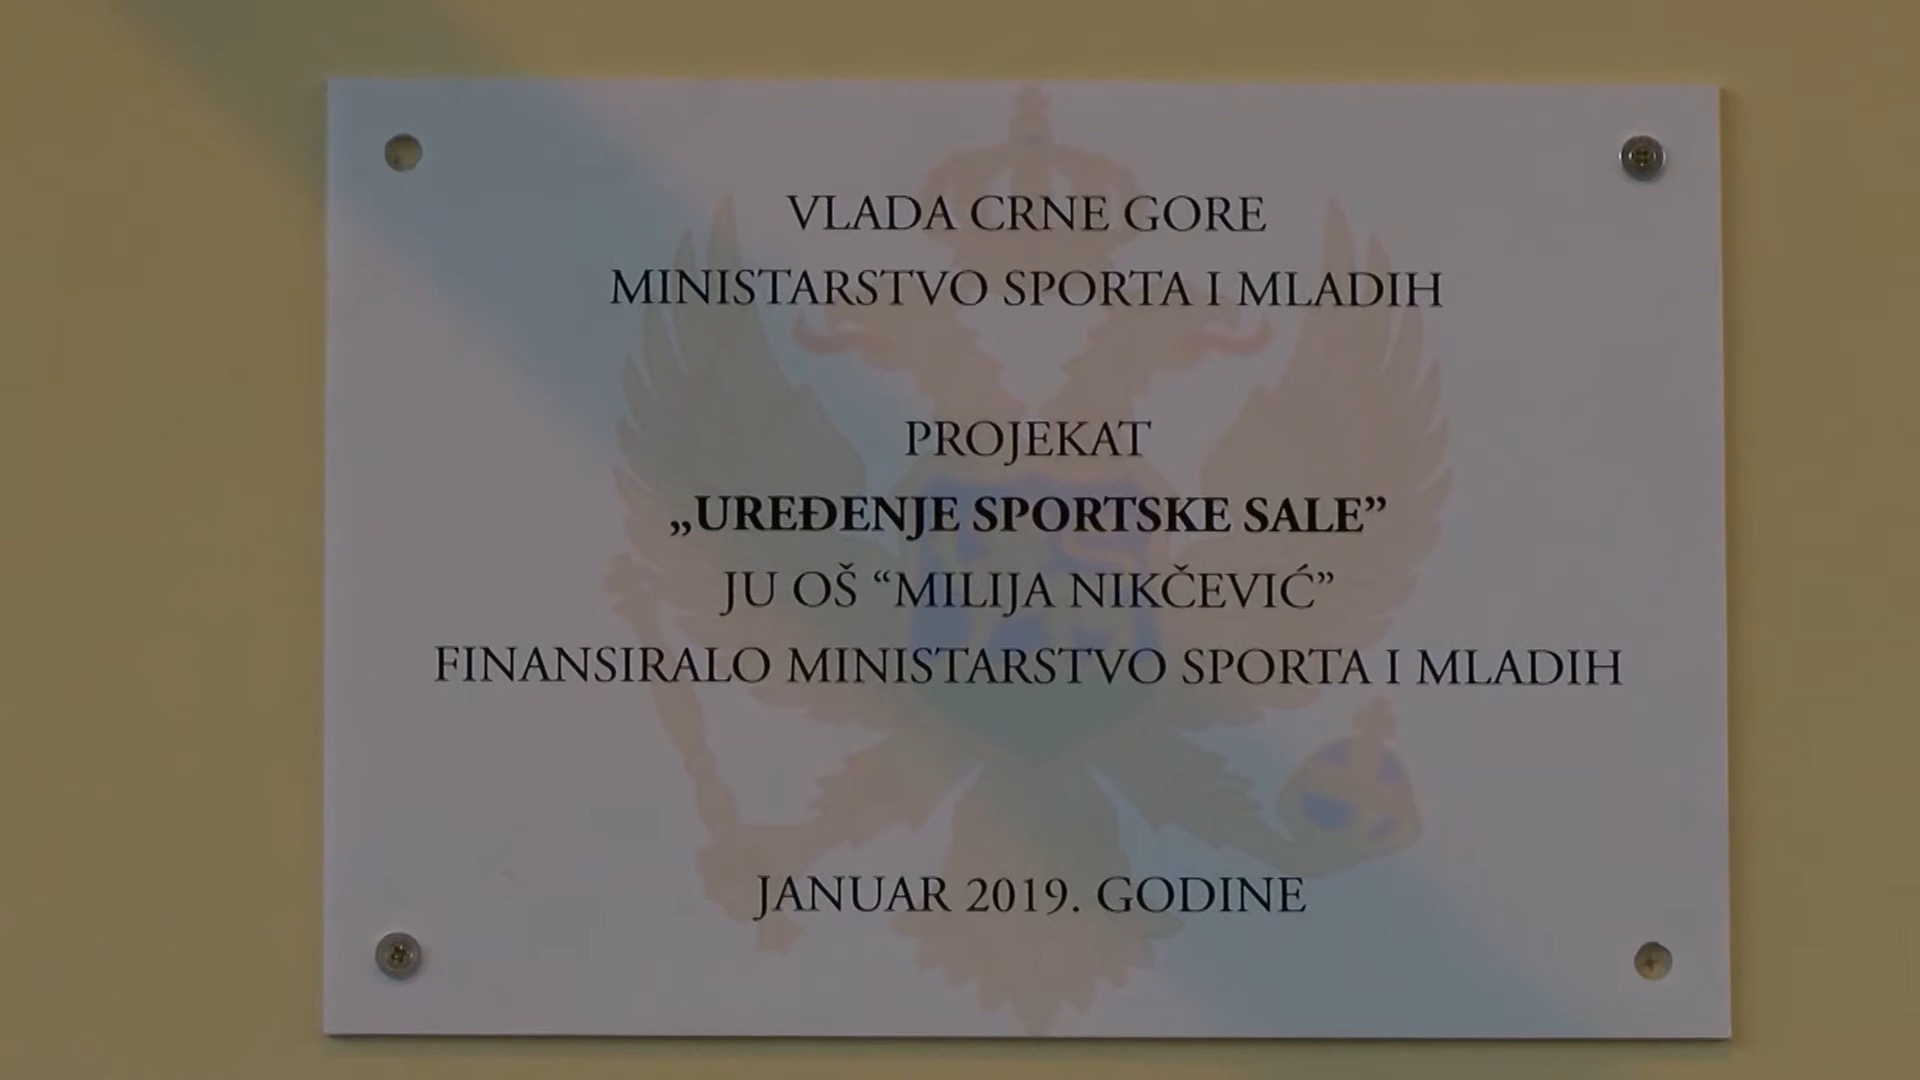 VLADA CRNE GORE
MINISTARSTVO SPORTA I MLADIH
PROJEKAT
„UREĐENJE SPORTSKE SALE”
JU OŠ “MILIJA NIKČEVIĆ”
FINANSIRALO MINISTARSTVO SPORTA I MLADIH
JANUAR 2019. GODINE